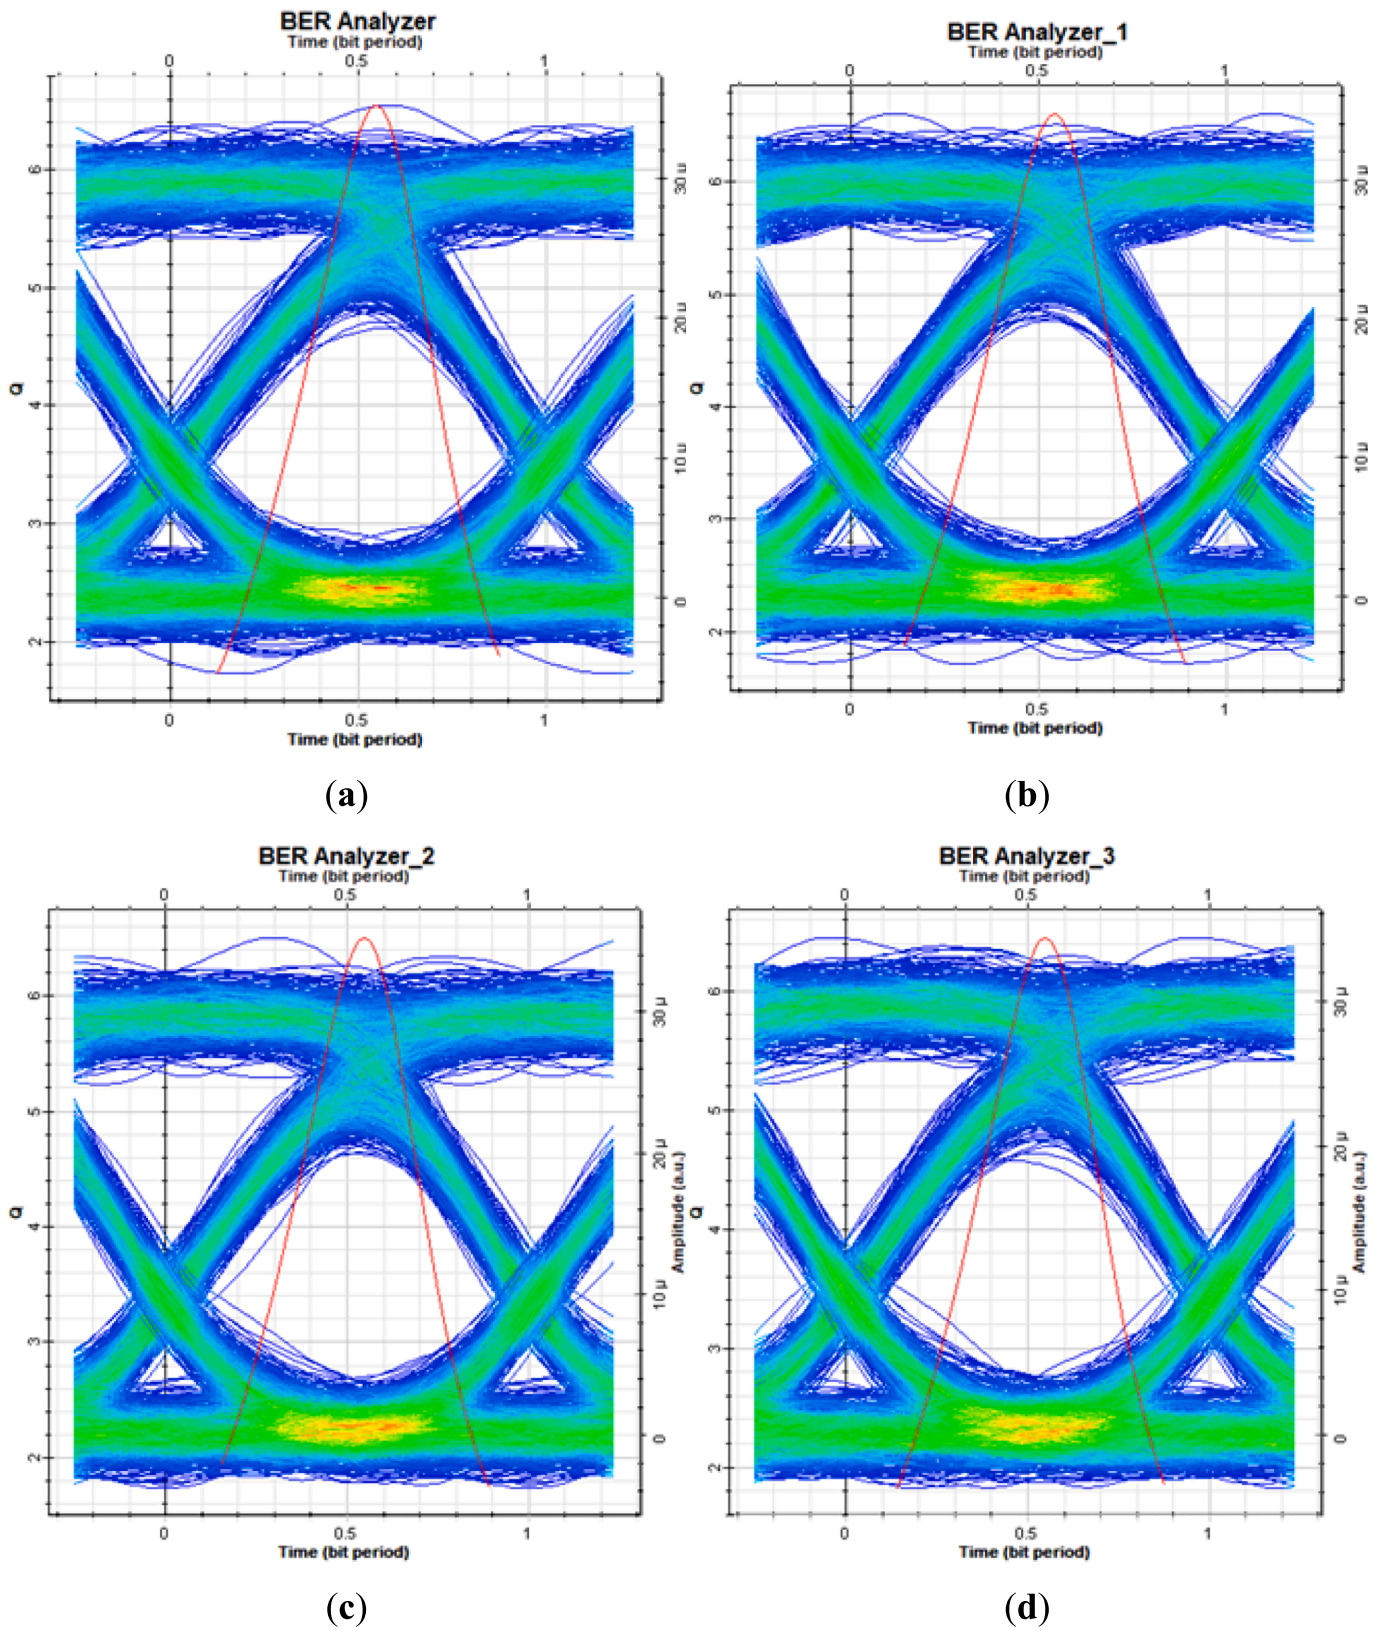 BER Analyzer
Time (bit period)
0 0.5 1
6
5
4
3
2
Q
30 µ
20 µ
10 µ
0
0 0.5 1
Time (bit period)
(a)
BER Analyzer_1
Time (bit period)
0 0.5 1
6
5
4
3
2
Q
30 µ
20 µ
10 µ
0
0 0.5 1
Time (bit period)
(b)
BER Analyzer_2
Time (bit period)
0 0.5 1
6
5
4
3
2
Q
30 µ
20 µ
10 µ
0
Amplitude (a.u.)
0 0.5 1
Time (bit period)
(c)
BER Analyzer_3
Time (bit period)
0 0.5 1
6
5
4
3
2
Q
30 µ
20 µ
10 µ
0
Amplitude (a.u.)
0 0.5 1
Time (bit period)
(d)